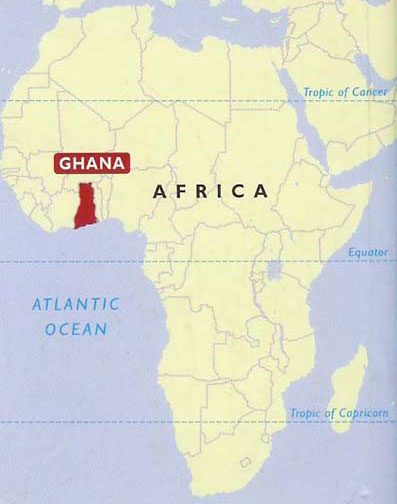 Tropic of Cancer
GHANA
AFRICA
Equator
ATLANTIC
OCEAN
Tropic of Capricorn